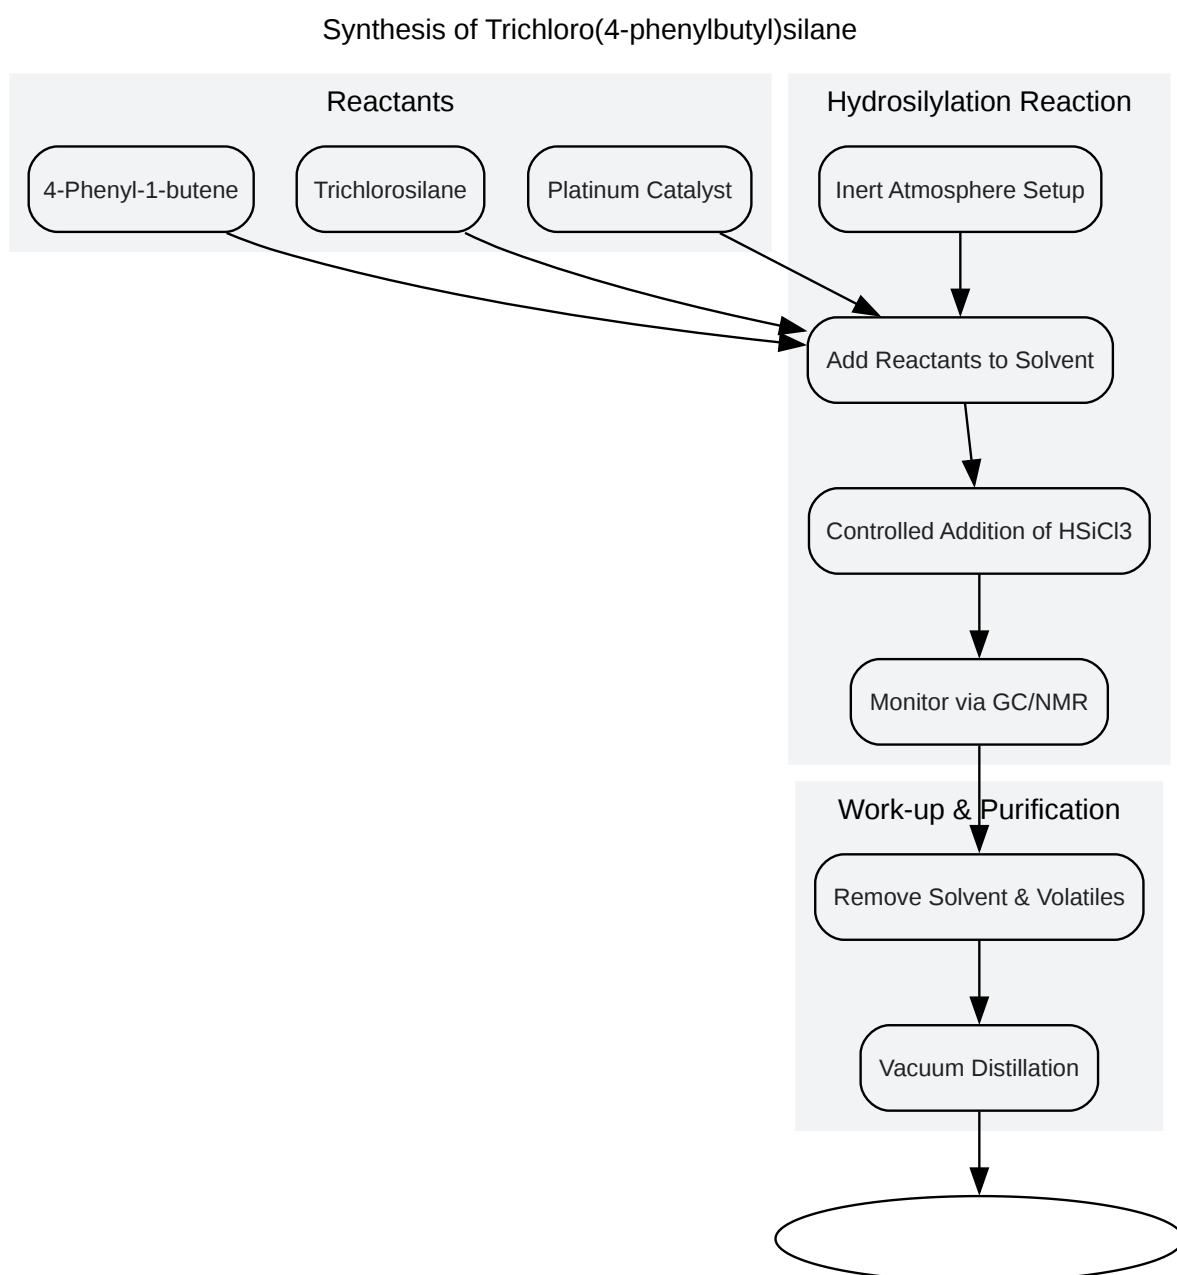 Synthesis of Trichloro(4-phenylbutyl)silane
Reactants
4-Phenyl-1-butene
Trichlorosilane
Platinum Catalyst
Hydrosilylation Reaction
Inert Atmosphere Setup
Add Reactants to Solvent
Controlled Addition of HSiCl3
Monitor via GC/NMR
Work-up & Purification
Remove Solvent & Volatiles
Vacuum Distillation